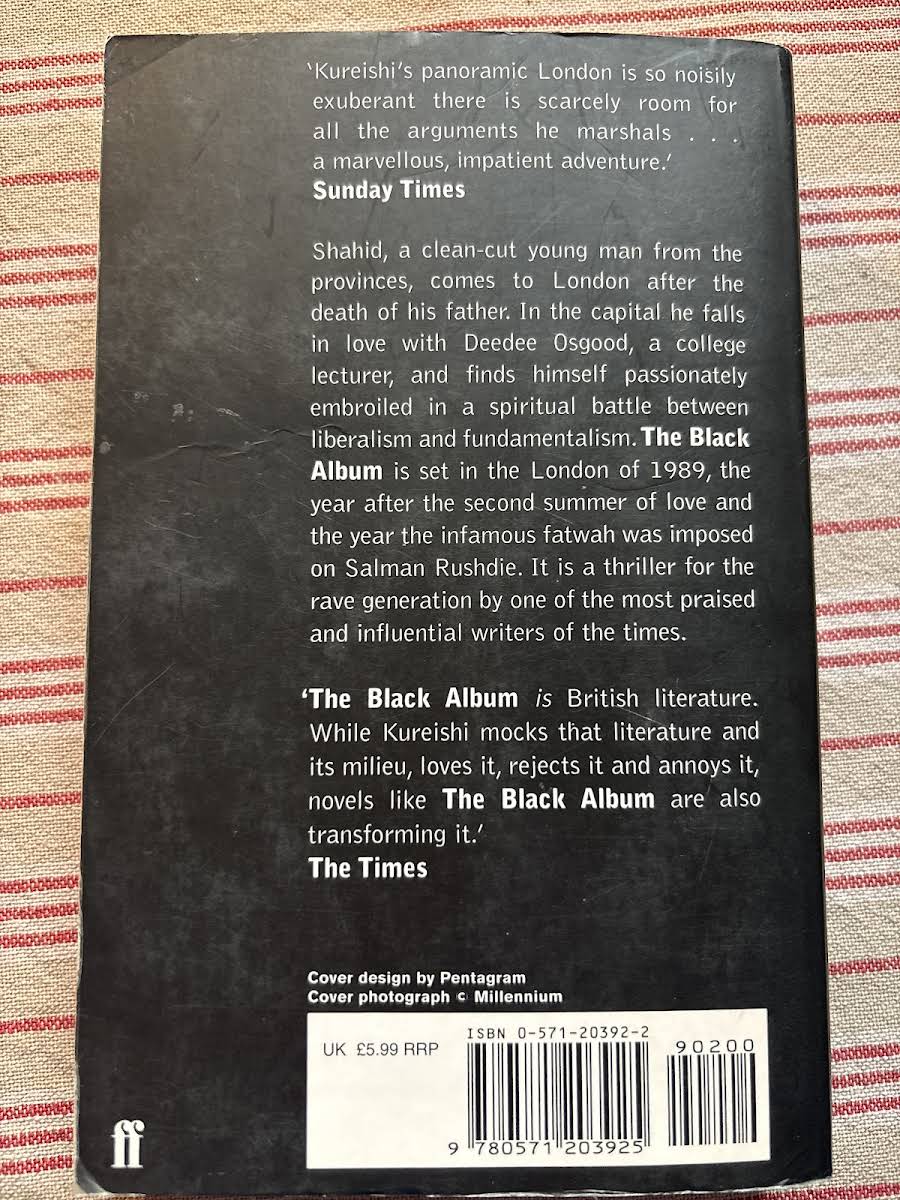 ‘Kureishi’s panoramic London is so noisily
exuberant there is scarcely room for
all the arguments he marshals . . .
a marvellous, impatient adventure.’
Sunday Times
Shahid, a clean-cut young man from the
provinces, comes to London after the
death of his father. In the capital he falls
in love with Deedee Osgood, a college
lecturer, and finds himself passionately
embroiled in a spiritual battle between
liberalism and fundamentalism. The Black
Album is set in the London of 1989, the
year after the second summer of love and
the year the infamous fatwah was imposed
on Salman Rushdie. It is a thriller for the
rave generation by one of the most praised
and influential writers of the times.
‘The Black Album is British literature.
While Kureishi mocks that literature and
its milieu, loves it, rejects it and annoys it,
novels like The Black Album are also
transforming it.’
The Times
Cover design by Pentagram
Cover photograph © Millennium
UK £5.99 RRP
ISBN 0-571-20392-2
90200
9 780571 203925
ff